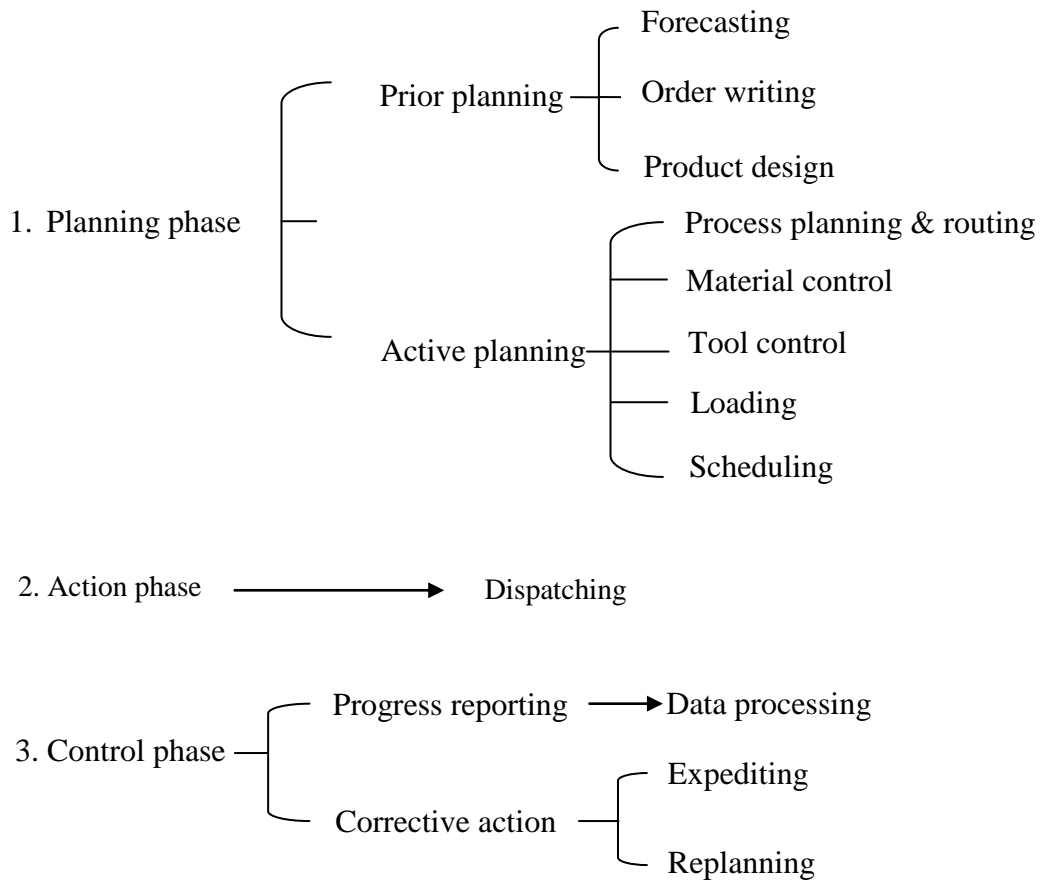 Forecasting
Prior planning
Order writing
Product design
1. Planning phase
Process planning & routing
Material control
Active planning
Tool control
Loading
Scheduling
2. Action phase
Dispatching
Progress reporting
Data processing
3. Control phase
Expediting
Corrective action
Replanning